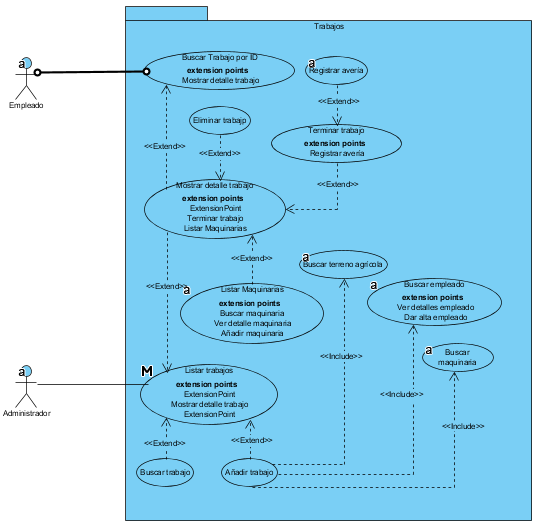 Trabajos
Buscar Trabajo por ID
extension points
Mostrar detalle trabajo
a
Registrar avería
a
Empleado
<<Extend>>
Eliminar trabajo
Terminar trabajo
extension points
Registrar avería
<<Extend>>
<<Extend>>
<<Extend>>
Mostrar detalle trabajo
extension points
ExtensionPoint
Terminar trabajo
Listar Maquinarias
<<Extend>>
a
Buscar terreno agrícola
<<Extend>>
a
Listar Maquinarias
extension points
Buscar maquinaria
Ver detalle maquinaria
Añadir maquinaria
a
Buscar empleado
extension points
Ver detalles empleado
Dar alta empleado
a
Buscar
maquinaria
<<Include>>
a
Administrador
M
Listar trabajos
extension points
ExtensionPoint
Mostrar detalle trabajo
ExtensionPoint
<<Include>>
<<Include>>
<<Extend>>
<<Extend>>
Buscar trabajo
Añadir trabajo